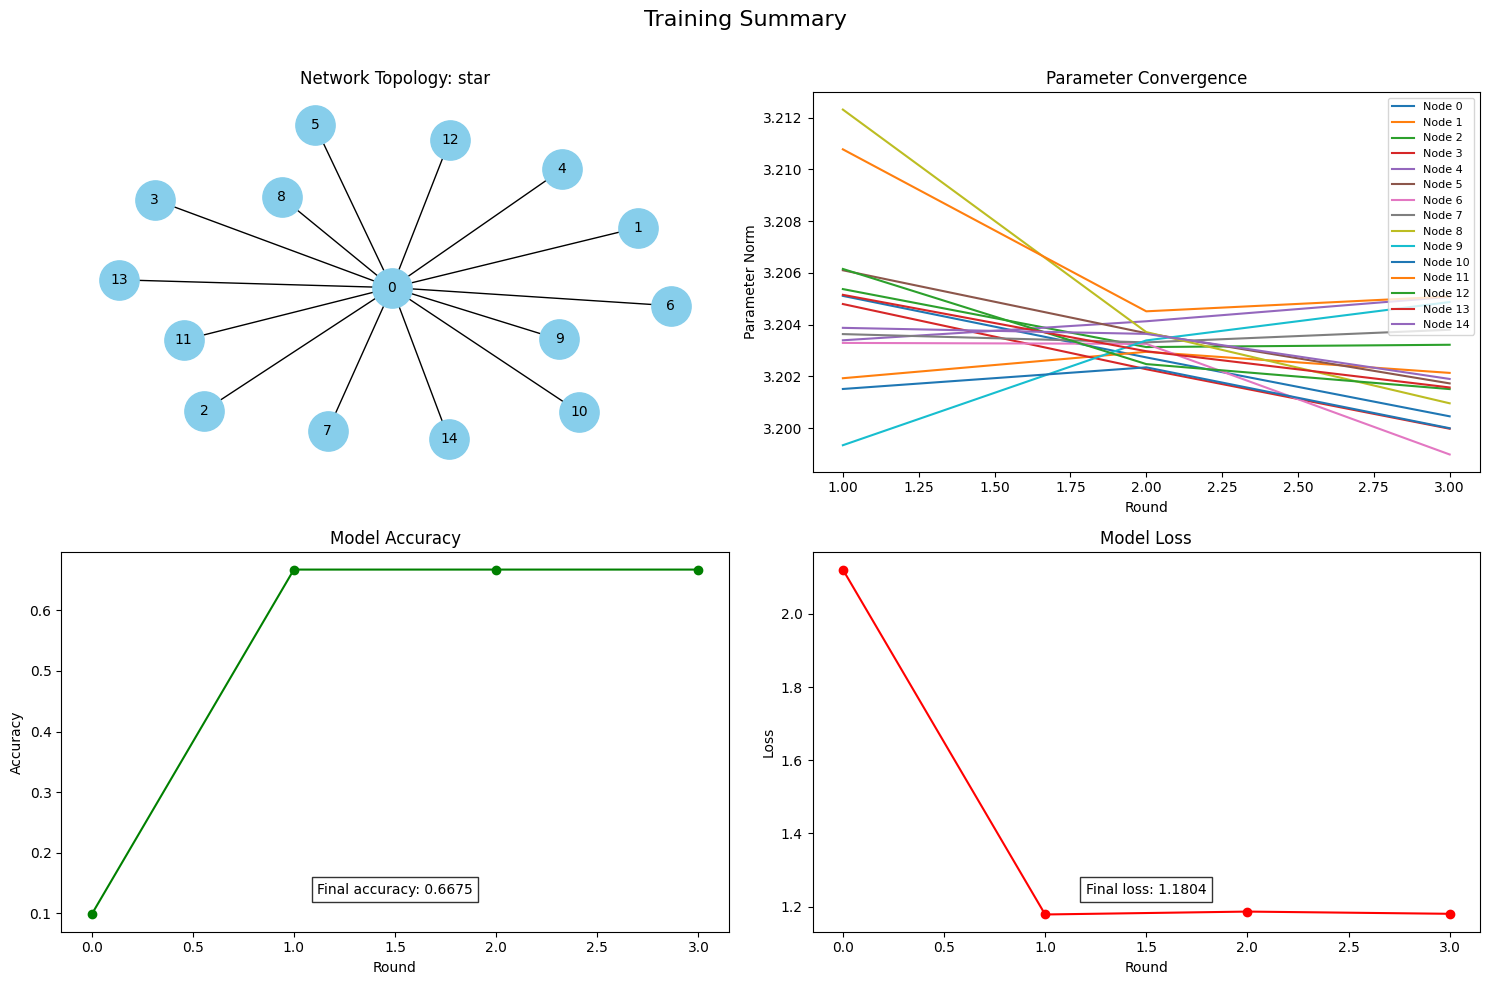 Training Summary
Network Topology: star
5
12
4
3
8
1
13
0
6
11
9
2
10
7
14
Parameter Convergence
Parameter Norm
3.212
3.210
3.208
3.206
3.204
3.202
3.200
Node 0
Node 1
Node 2
Node 3
Node 4
Node 5
Node 6
Node 7
Node 8
Node 9
Node 10
Node 11
Node 12
Node 13
Node 14
1.00 1.25 1.50 1.75 2.00 2.25 2.50 2.75 3.00
Round
Model Accuracy
Accuracy
0.6
0.5
0.4
0.3
0.2
0.1
Final accuracy: 0.6675
0.0 0.5 1.0 1.5 2.0 2.5 3.0
Round
Model Loss
Loss
2.0
1.8
1.6
1.4
1.2
Final loss: 1.1804
0.0 0.5 1.0 1.5 2.0 2.5 3.0
Round